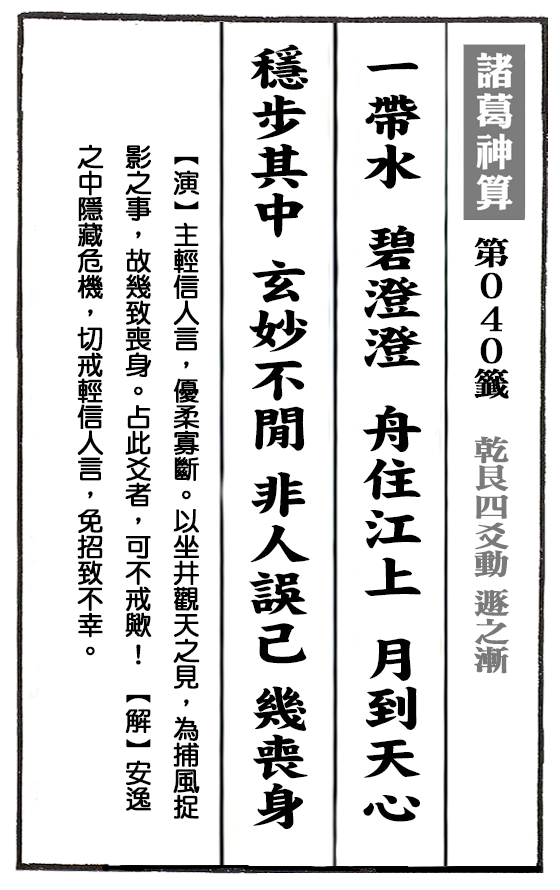 諸葛神算 第040籤 乾艮四爻動 遯之漸
一帶水 碧澄澄 舟住江上 月到天心
穩步其中 玄妙不閒 非人誤己 幾喪身
【演】主輕信人言，優柔寡斷。以坐井觀天之見，為捕風捉
影之事，故幾致喪身。占此爻者，可不戒歟！ 【解】安逸
之中隱藏危機，切戒輕信人言，免招致不幸。